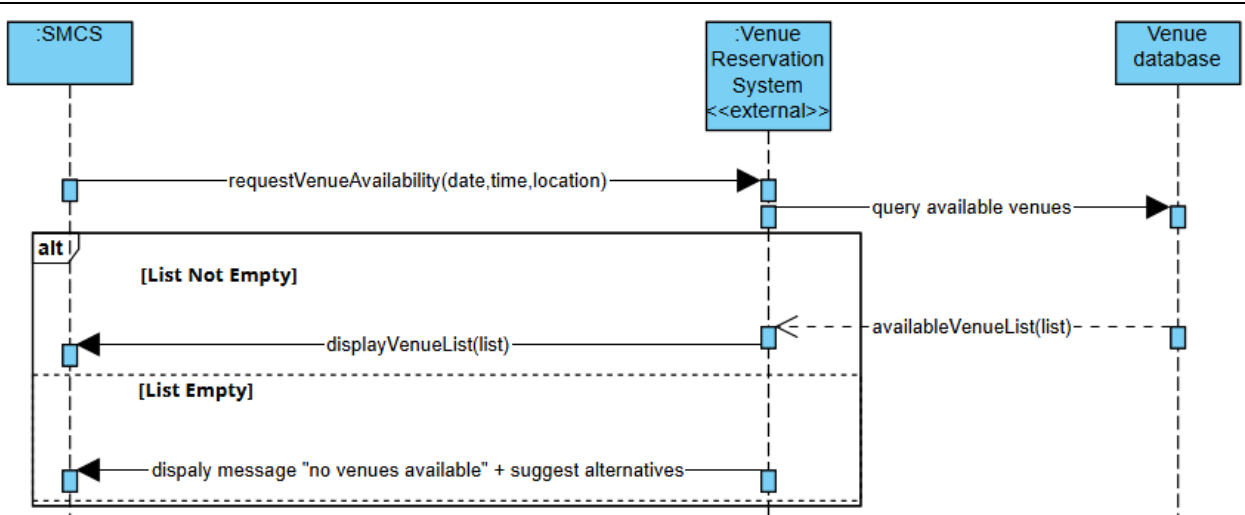 :SMCS
:Venue
Reservation
System
<<external>>
Venue
database
requestVenueAvailability(date,time,location)
query available venues
alt
[List Not Empty]
availableVenueList(list)
displayVenueList(list)
[List Empty]
dispaly message "no venues available" + suggest alternatives